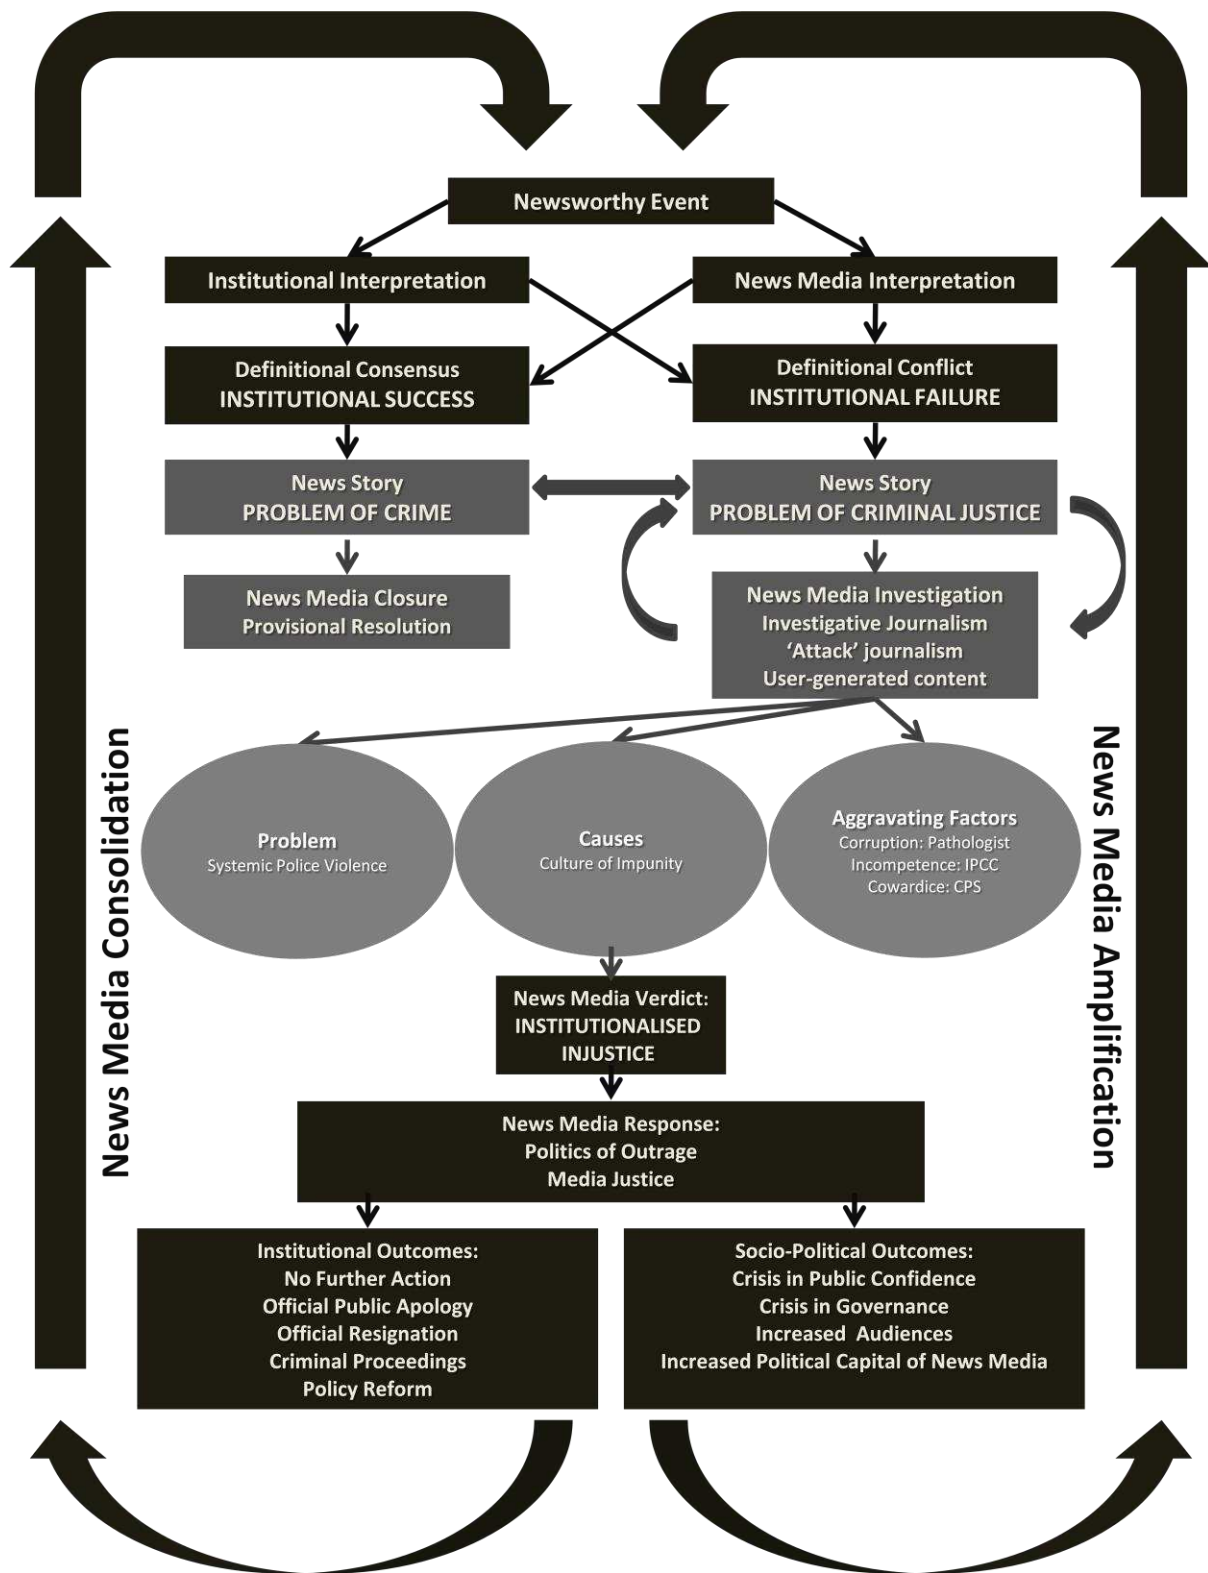 Newsworthy Event
Institutional Interpretation
News Media Interpretation
Definitional Consensus
INSTITUTIONAL SUCCESS
Definitional Conflict
INSTITUTIONAL FAILURE
News Story
PROBLEM OF CRIME
News Story
PROBLEM OF CRIMINAL JUSTICE
News Media Closure
Provisional Resolution
News Media Investigation
Investigative Journalism
‘Attack’ journalism
User-generated content
Problem
Systemic Police Violence
Causes
Culture of Impunity
Aggravating Factors
Corruption: Pathologist
Incompetence: IPCC
Cowardice: CPS
News Media Consolidation
News Media Amplification
News Media Verdict:
INSTITUTIONALISED
INJUSTICE
News Media Response:
Politics of Outrage
Media Justice
Institutional Outcomes:
No Further Action
Official Public Apology
Official Resignation
Criminal Proceedings
Policy Reform
Socio-Political Outcomes:
Crisis in Public Confidence
Crisis in Governance
Increased Audiences
Increased Political Capital of News Media